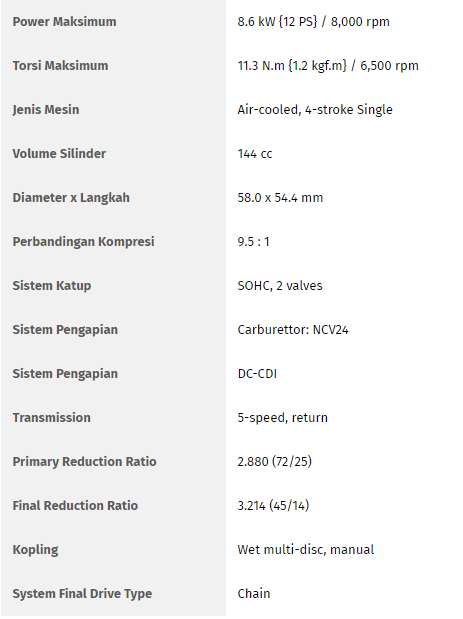 Power Maksimum 8.6 kW {12 PS} / 8,000 rpm
Torsi Maksimum 11.3 N.m {1.2 kgf.m} / 6,500 rpm
Jenis Mesin Air-cooled, 4-stroke Single
Volume Silinder 144 cc
Diameter x Langkah 58.0 x 54.4 mm
Perbandingan Kompresi 9.5 : 1
Sistem Katup SOHC, 2 valves
Sistem Pengapian Carburettor: NCV24
Sistem Pengapian DC-CDI
Transmission 5-speed, return
Primary Reduction Ratio 2.880 (72/25)
Final Reduction Ratio 3.214 (45/14)
Kopling Wet multi-disc, manual
System Final Drive Type Chain